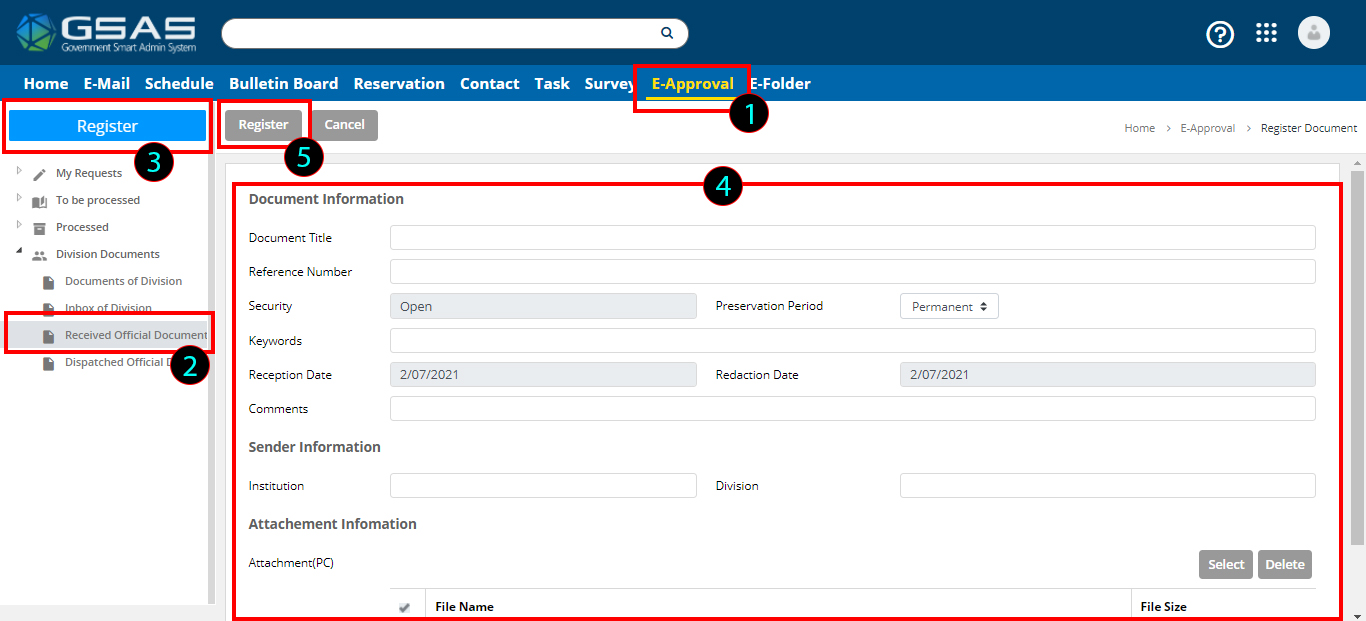 GSAS
Government Smart Admin System
Home E-Mail Schedule Bulletin Board Reservation Contact Task Survey E-Approval E-Folder
1
Register
3
My Requests
To be processed
Processed
Division Documents
Documents of Division
Inbox of Division
Received Official Document
Dispatched Official D
2
Register Cancel
5
Home > E-Approval > Register Document
4
Document Information
Document Title
Reference Number
Security Open Preservation Period Permanent
Keywords
Reception Date 2/07/2021 Redaction Date 2/07/2021
Comments
Sender Information
Institution Division
Attachement Infomation
Attachment(PC) Select Delete
File Name File Size